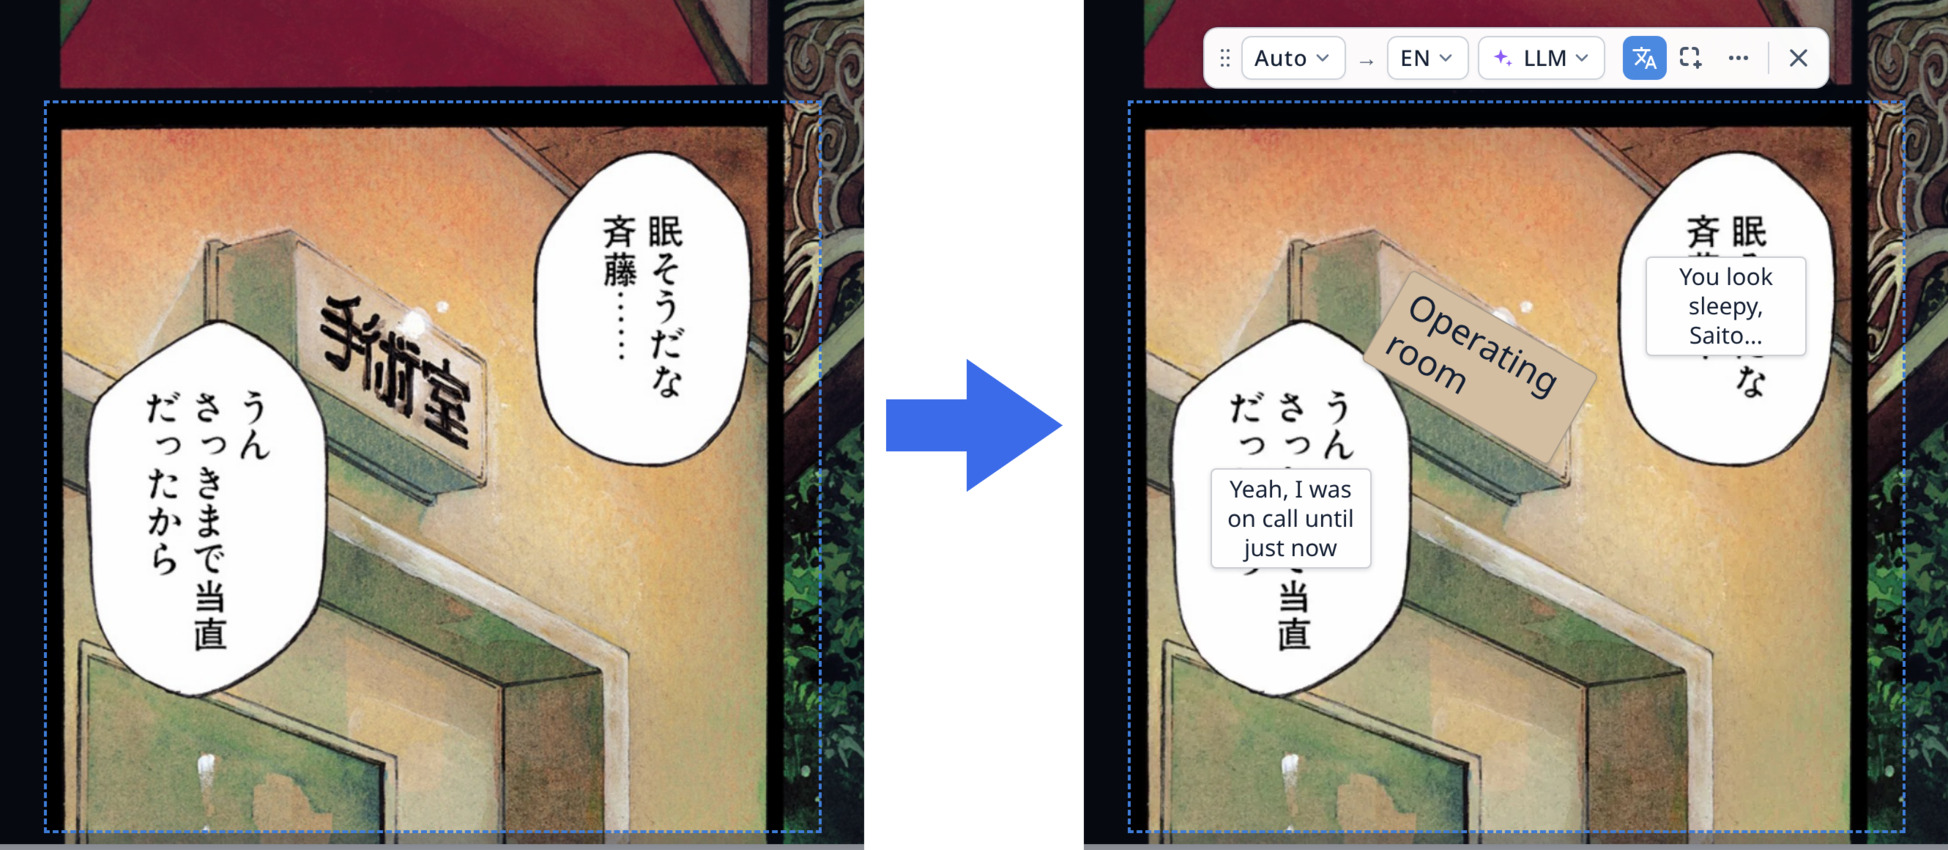 眠そうだな
斉藤……
手術室
うん
さっきまで当直
だったから
Auto → EN LLM
眠
な
斉
You look
sleepy,
Saito...
Operating
room
うん
さっ
当直
だっ
Yeah, I was
on call until
just now